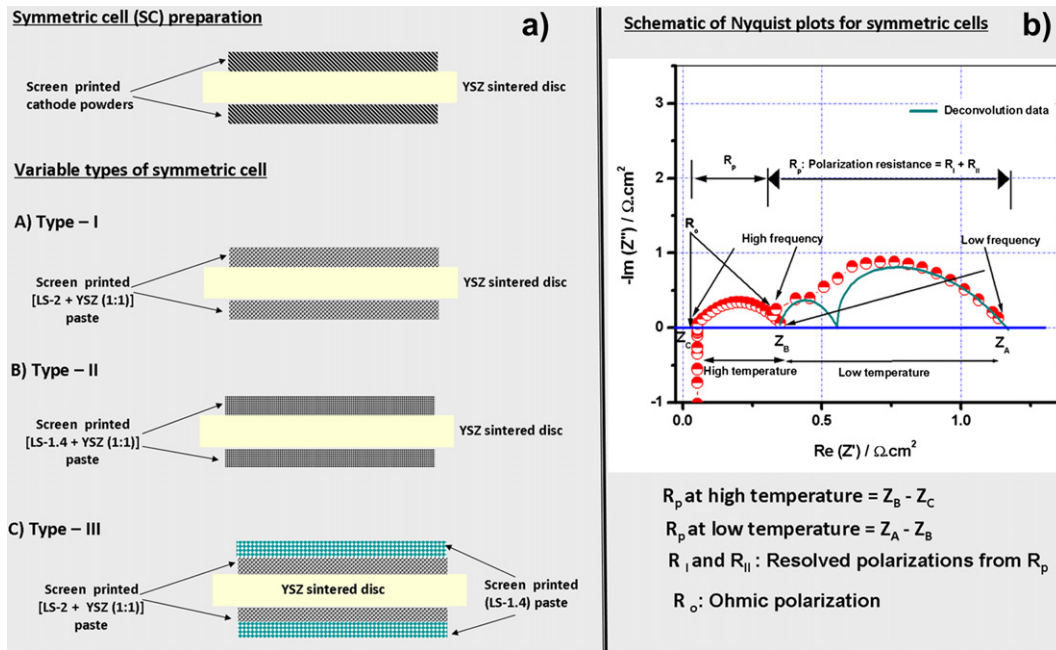 Symmetric cell (SC) preparation
a)
Screen printed
cathode powders
YSZ sintered disc
Variable types of symmetric cell
A) Type – I
Screen printed
[LS-2 + YSZ (1:1)]
paste
YSZ sintered disc
B) Type – II
Screen printed
[LS-1.4 + YSZ (1:1)]
paste
YSZ sintered disc
C) Type – III
Screen printed
[LS-2 + YSZ (1:1)]
paste
YSZ sintered disc
Screen printed
(LS-1.4) paste
Schematic of Nyquist plots for symmetric cells
b)
Deconvolution data
Rp
Rp: Polarization resistance = RI + RII
Ro
High frequency
Low frequency
ZC
ZB
ZA
High temperature
Low temperature
3
2
1
0
-1
-Im (Z'') / Ω.cm2
0.0
0.5
1.0
Re (Z') / Ω.cm2
Rp at high temperature = ZB - ZC
Rp at low temperature = ZA - ZB
RI and RII : Resolved polarizations from Rp
Ro: Ohmic polarization